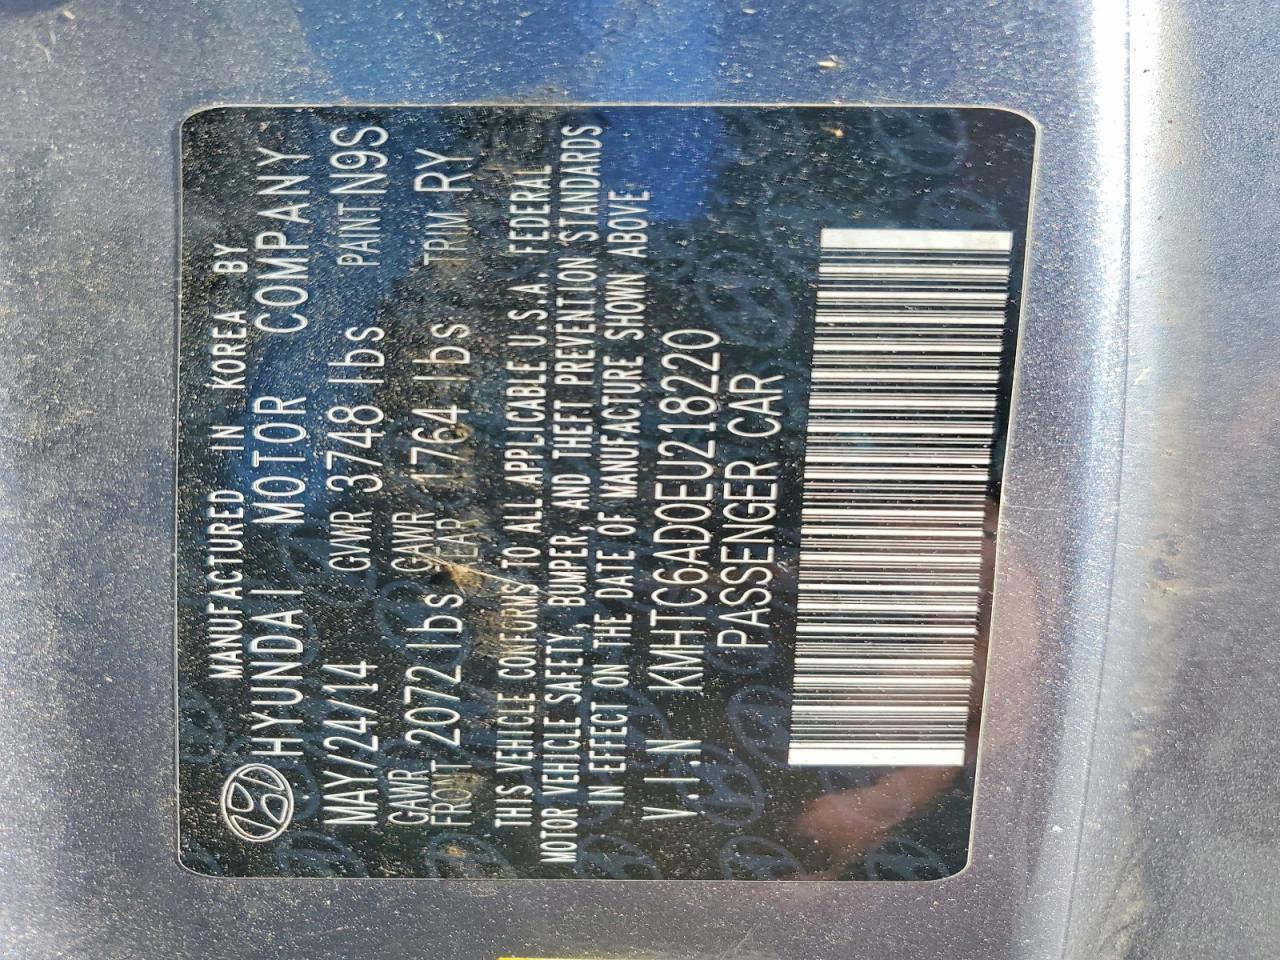 MANUFACTURED IN KOREA BY
HYUNDAI MOTOR COMPANY
MAY/24/14 GVWR 3748 lbs PAINT N9S
GAWR FRONT 2072 lbs GAWR REAR 1764 lbs TRIM RY
THIS VEHICLE CONFORMS TO ALL APPLICABLE U.S.A. FEDERAL
MOTOR VEHICLE SAFETY, BUMPER, AND THEFT PREVENTION STANDARDS
IN EFFECT ON THE DATE OF MANUFACTURE SHOWN ABOVE
V.I.N KMHTC6AD0EU218220
PASSENGER CAR